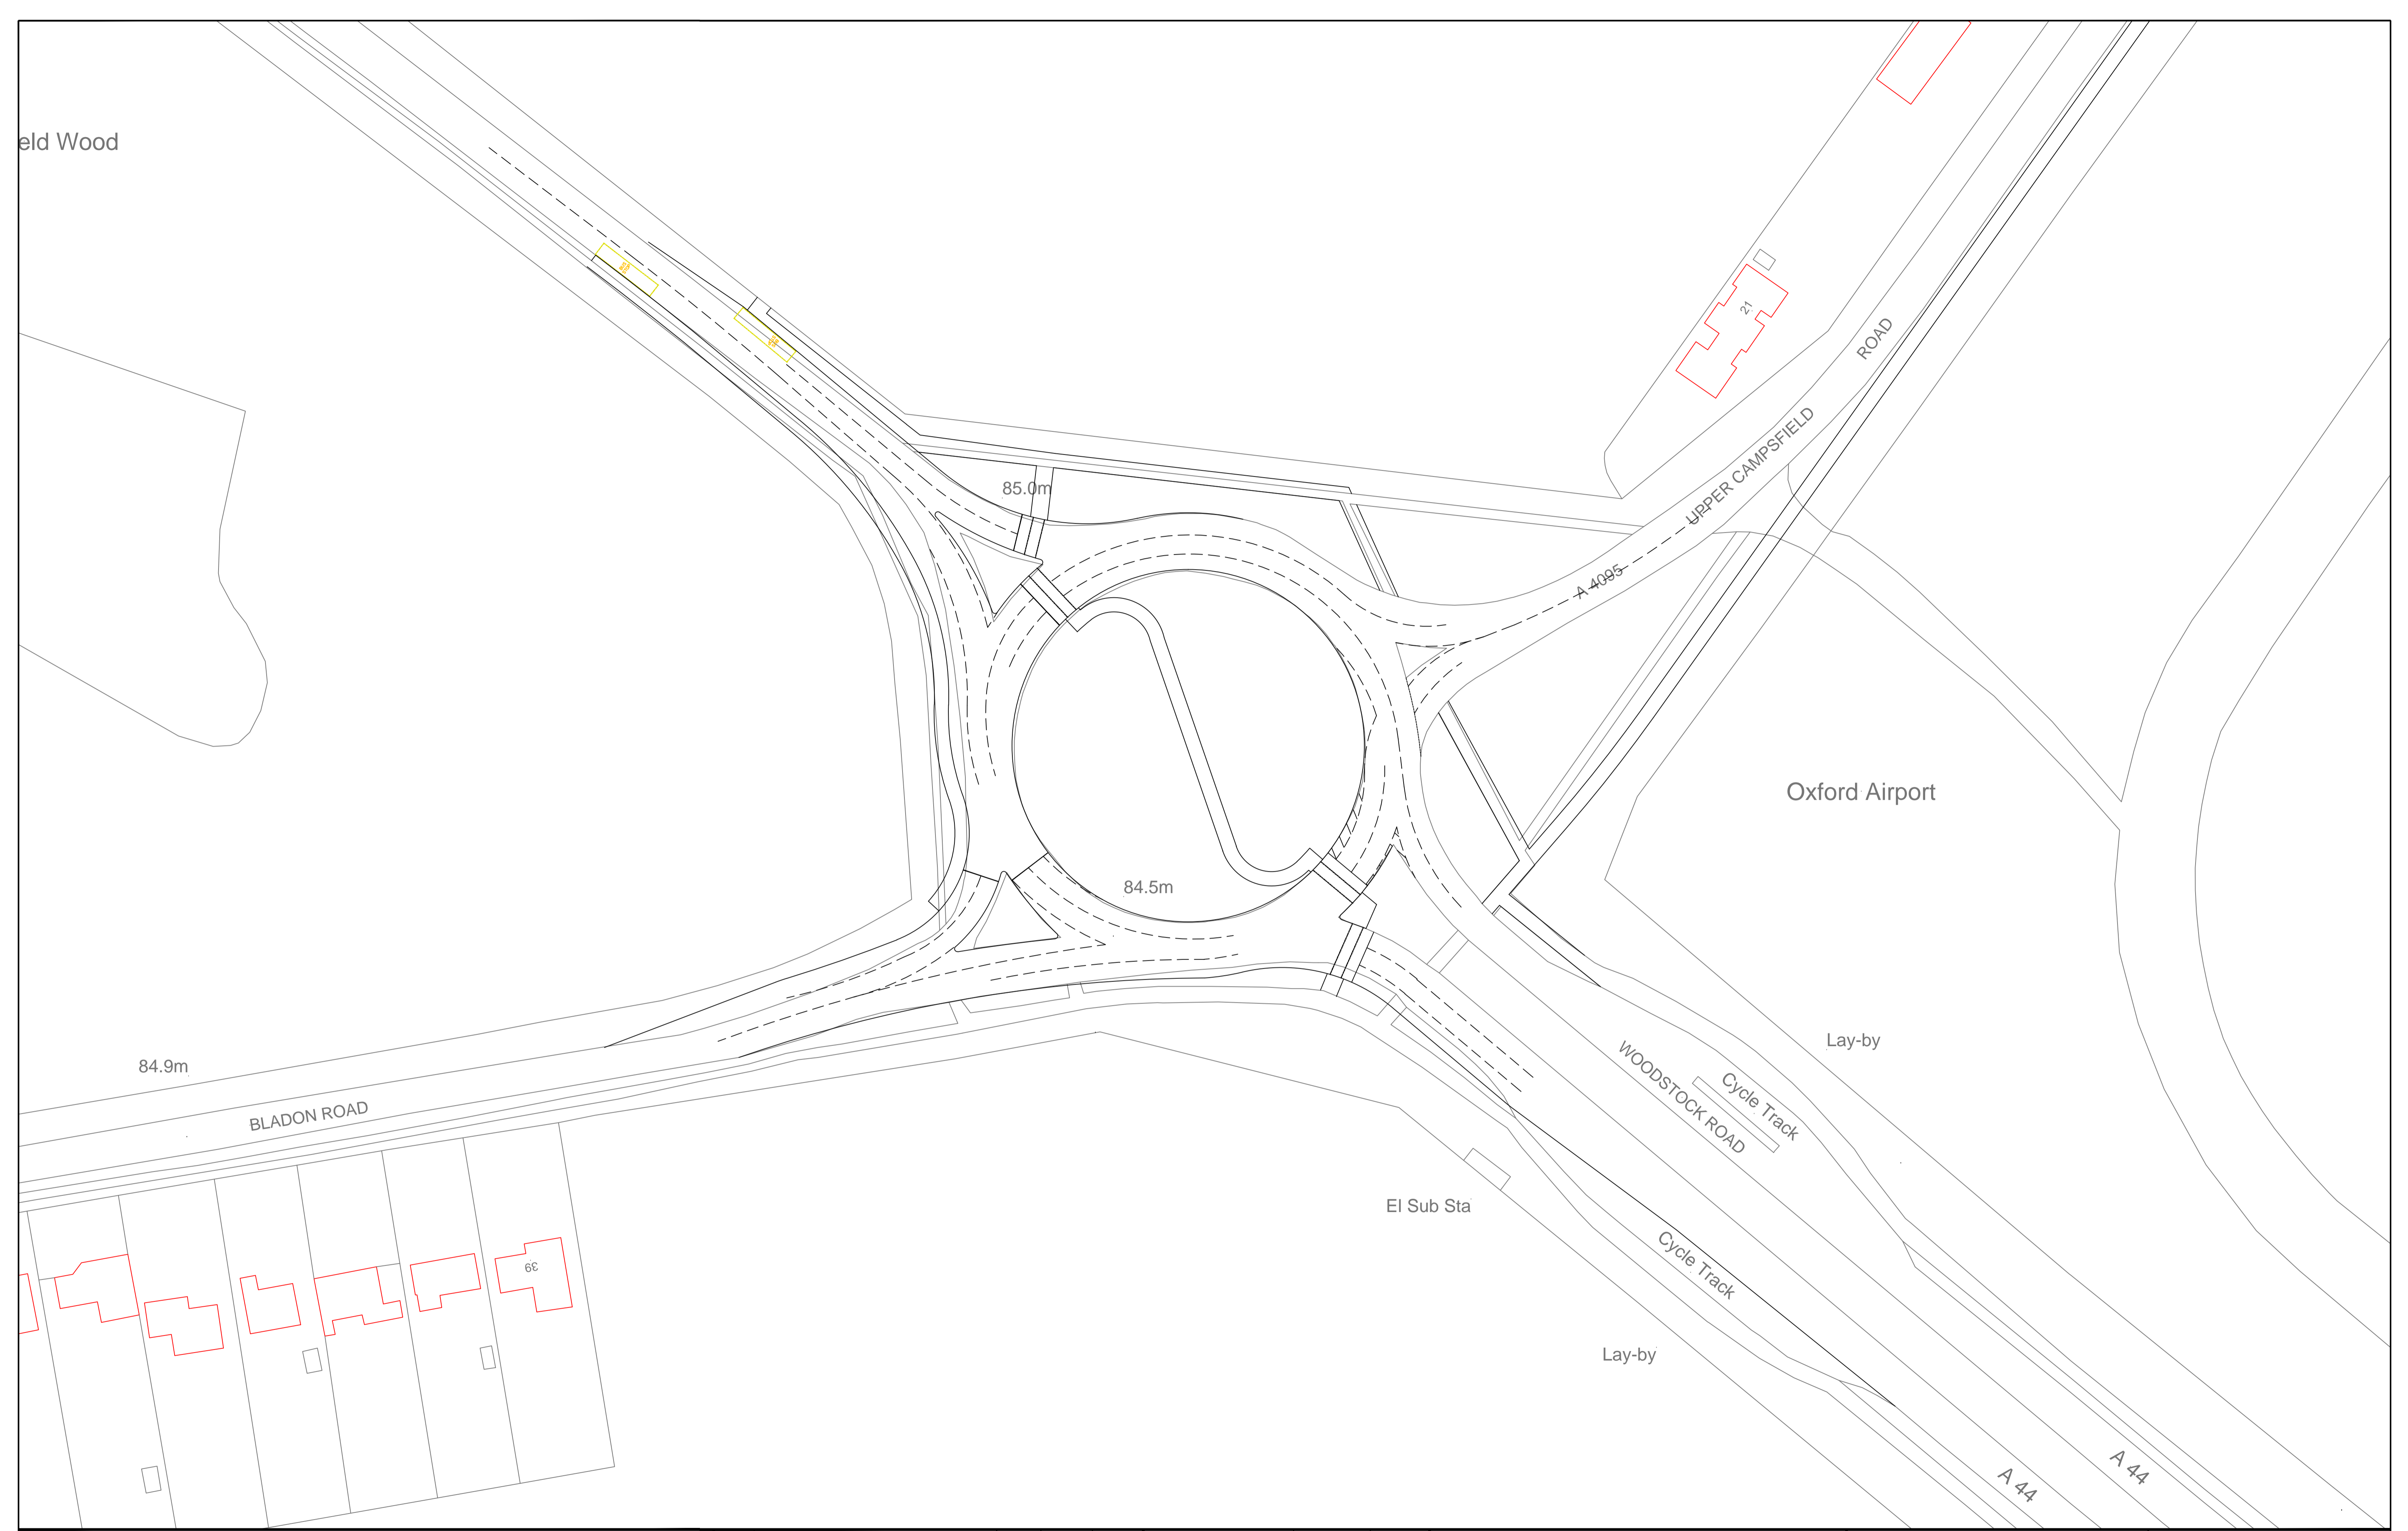 eld Wood
21
ROAD
UPPER CAMPSFIELD
85.0m
A 4095
Oxford Airport
84.5m
Lay-by
84.9m
BLADON ROAD
WOODSTOCK ROAD
Cycle Track
El Sub Sta
39
Cycle Track
Lay-by
A 44
A 44